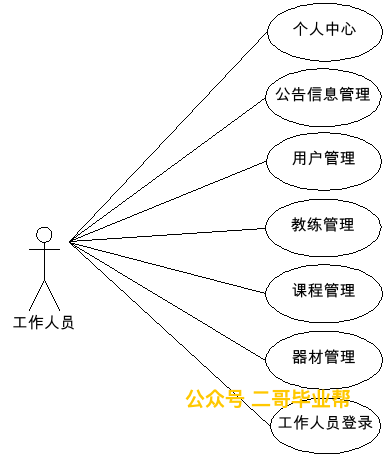 个人中心
公告信息管理
用户管理
教练管理
课程管理
工作人员
器材管理
公众号 二哥毕业帮
工作人员登录